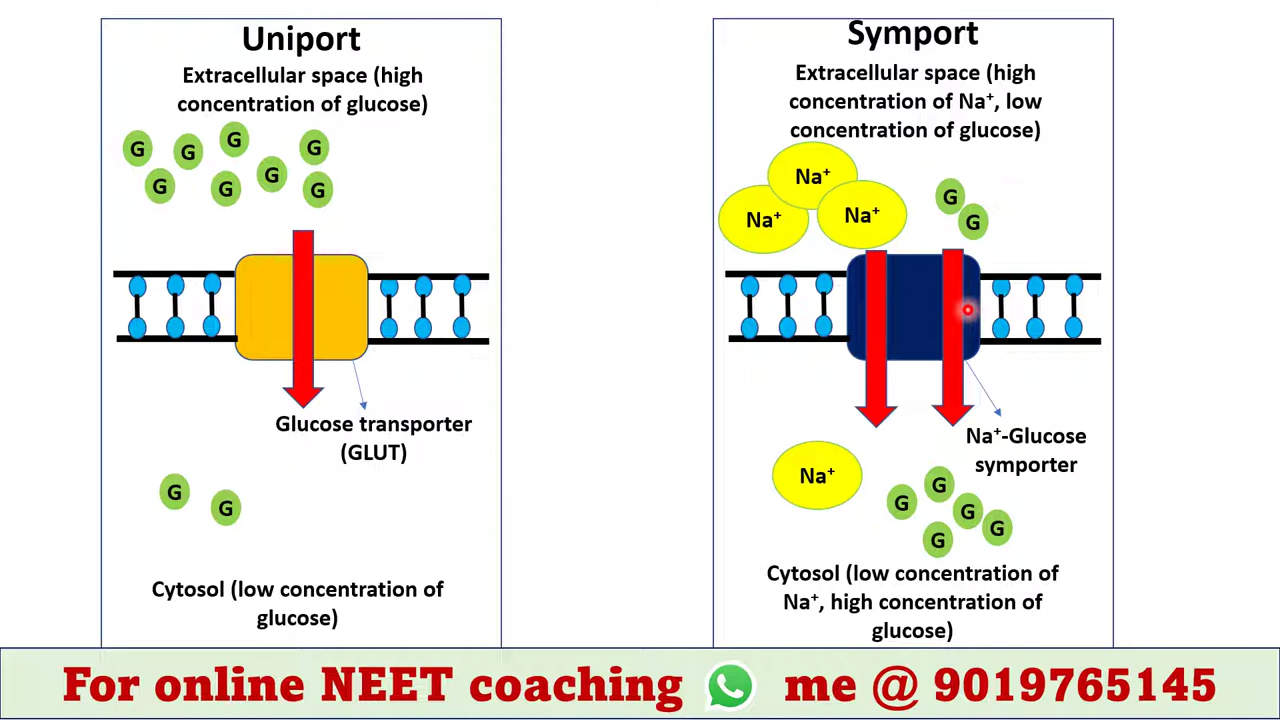 Uniport
Extracellular space (high
concentration of glucose)
G
G
G
G
G
G
G
G
Glucose transporter
(GLUT)
G
G
Cytosol (low concentration of
glucose)
Symport
Extracellular space (high
concentration of Na⁺, low
concentration of glucose)
Na⁺
Na⁺
Na⁺
G
G
Na⁺-Glucose
symporter
Na⁺
G
G
G
G
G
Cytosol (low concentration of
Na⁺, high concentration of
glucose)
For online NEET coaching me @ 9019765145